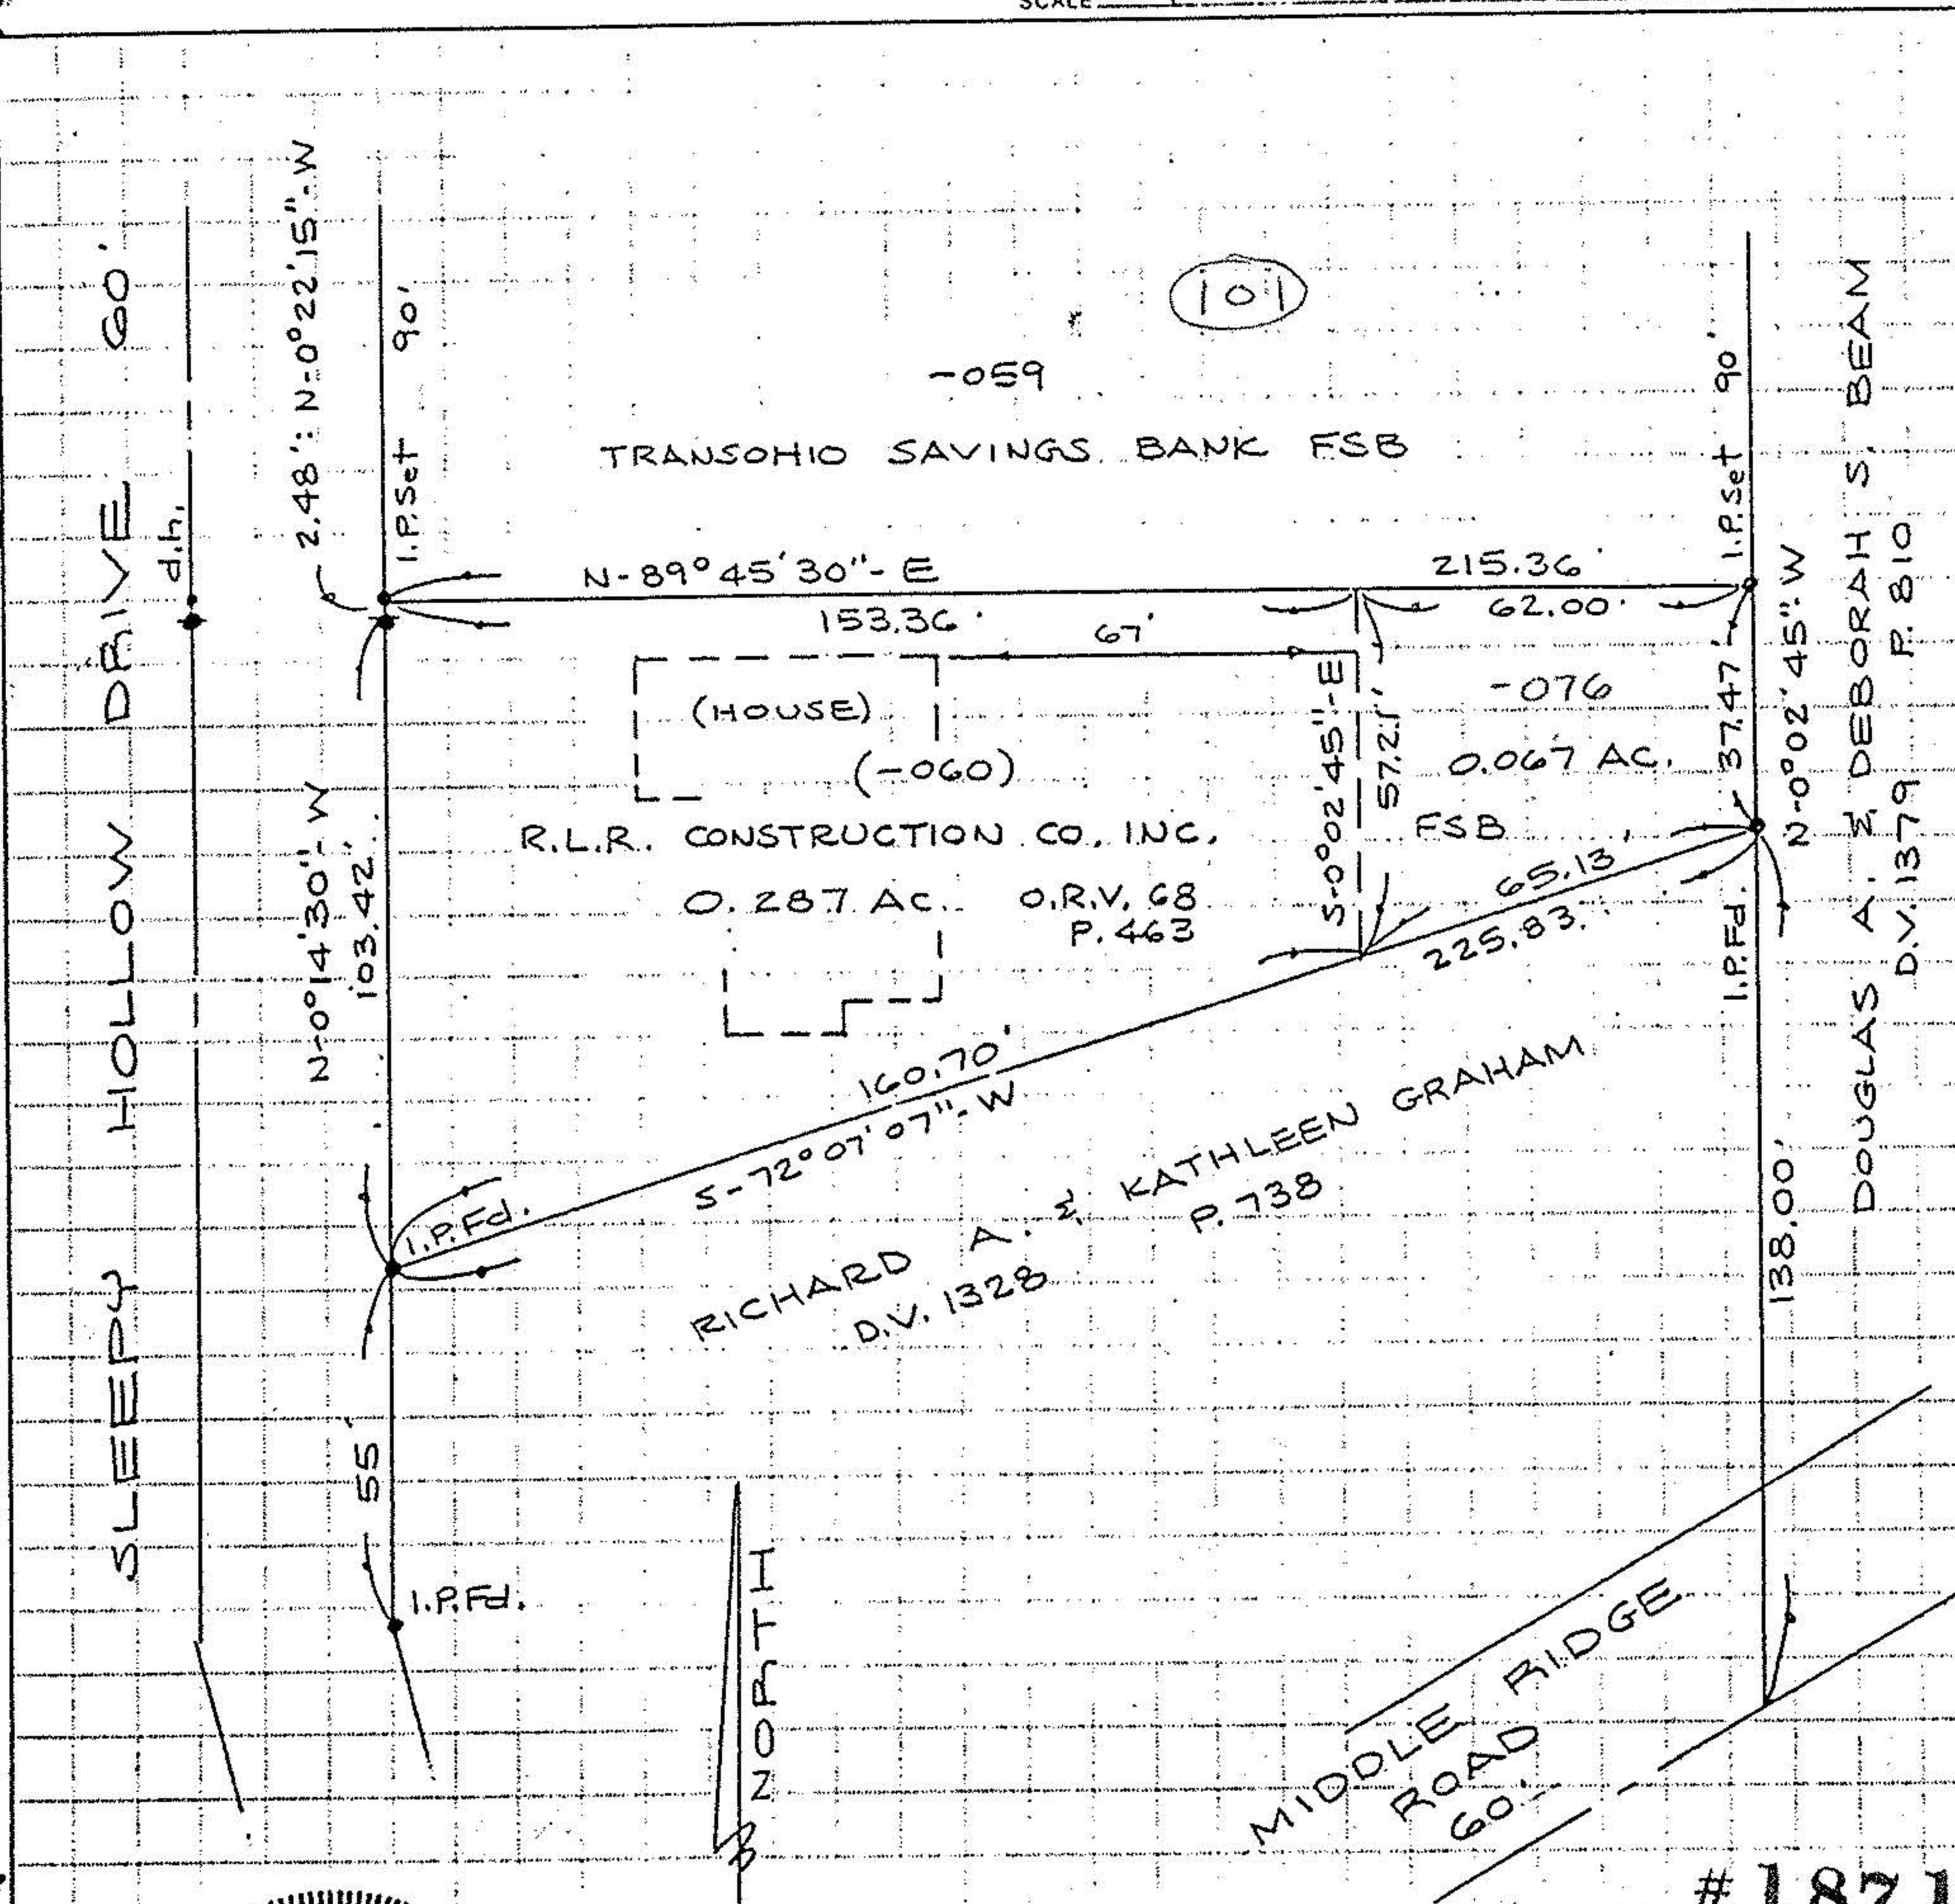 SCALE
SLEEPY HOLLOW DRIVE 60'
d.h.
2.48': N-0°22'15"-W
I.P.Set 90'
101
-059
TRANSOHIO SAVINGS BANK FSB
I.P.Set 90'
N-89°45'30"-E 215.36'
153.36' 62.00'
67'
(HOUSE)
(-060)
S-0°02'45"-E
57.21'
-076
0.067 AC.
FSB
37.47'
N-0°02'45"-W
DOUGLAS A. & DEBORAH S. BEAM
D.V. 1379 P. 810
R.L.R. CONSTRUCTION CO. INC.
0.287 AC. O.R.V. 68
P. 463
N-0°14'30"-W
103.42'
65.13'
225.83'
I.P.Fd.
160.70'
S-72°07'07"-W
I.P.Fd.
RICHARD A. & KATHLEEN GRAHAM
D.V. 1328 P. 738
138.00'
55'
I.P.Fd.
NORTH
MIDDLE RIDGE
ROAD
60'
#1871